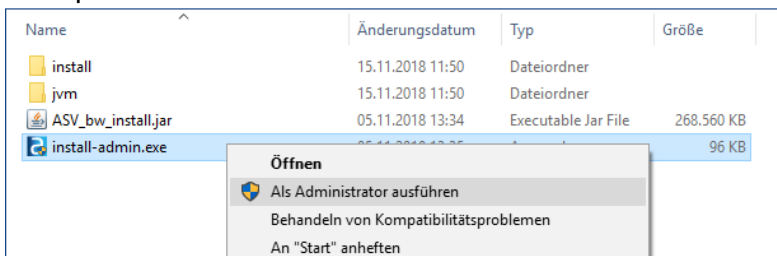 Name Änderungsdatum Typ Größe
install 15.11.2018 11:50 Dateiordner
jvm 15.11.2018 11:50 Dateiordner
ASV_bw_install.jar 05.11.2018 13:34 Executable Jar File 268.560 KB
install-admin.exe 96 KB
Öffnen
Als Administrator ausführen
Behandeln von Kompatibilitätsproblemen
An "Start" anheften